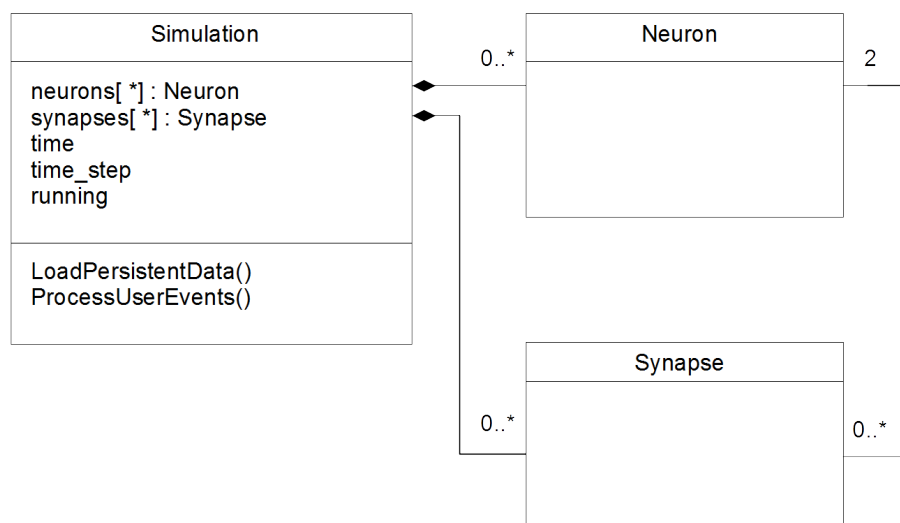 Simulation
neurons[ *] : Neuron
synapses[ *] : Synapse
time
time_step
running
LoadPersistentData()
ProcessUserEvents()
0..*
Neuron
2
0..*
Synapse
0..*